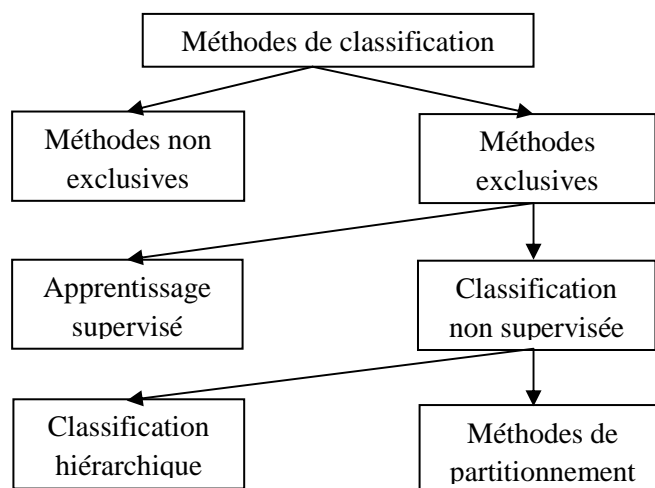 Méthodes de classification
Méthodes non
exclusives
Méthodes
exclusives
Apprentissage
supervisé
Classification
non supervisée
Classification
hiérarchique
Méthodes de
partitionnement